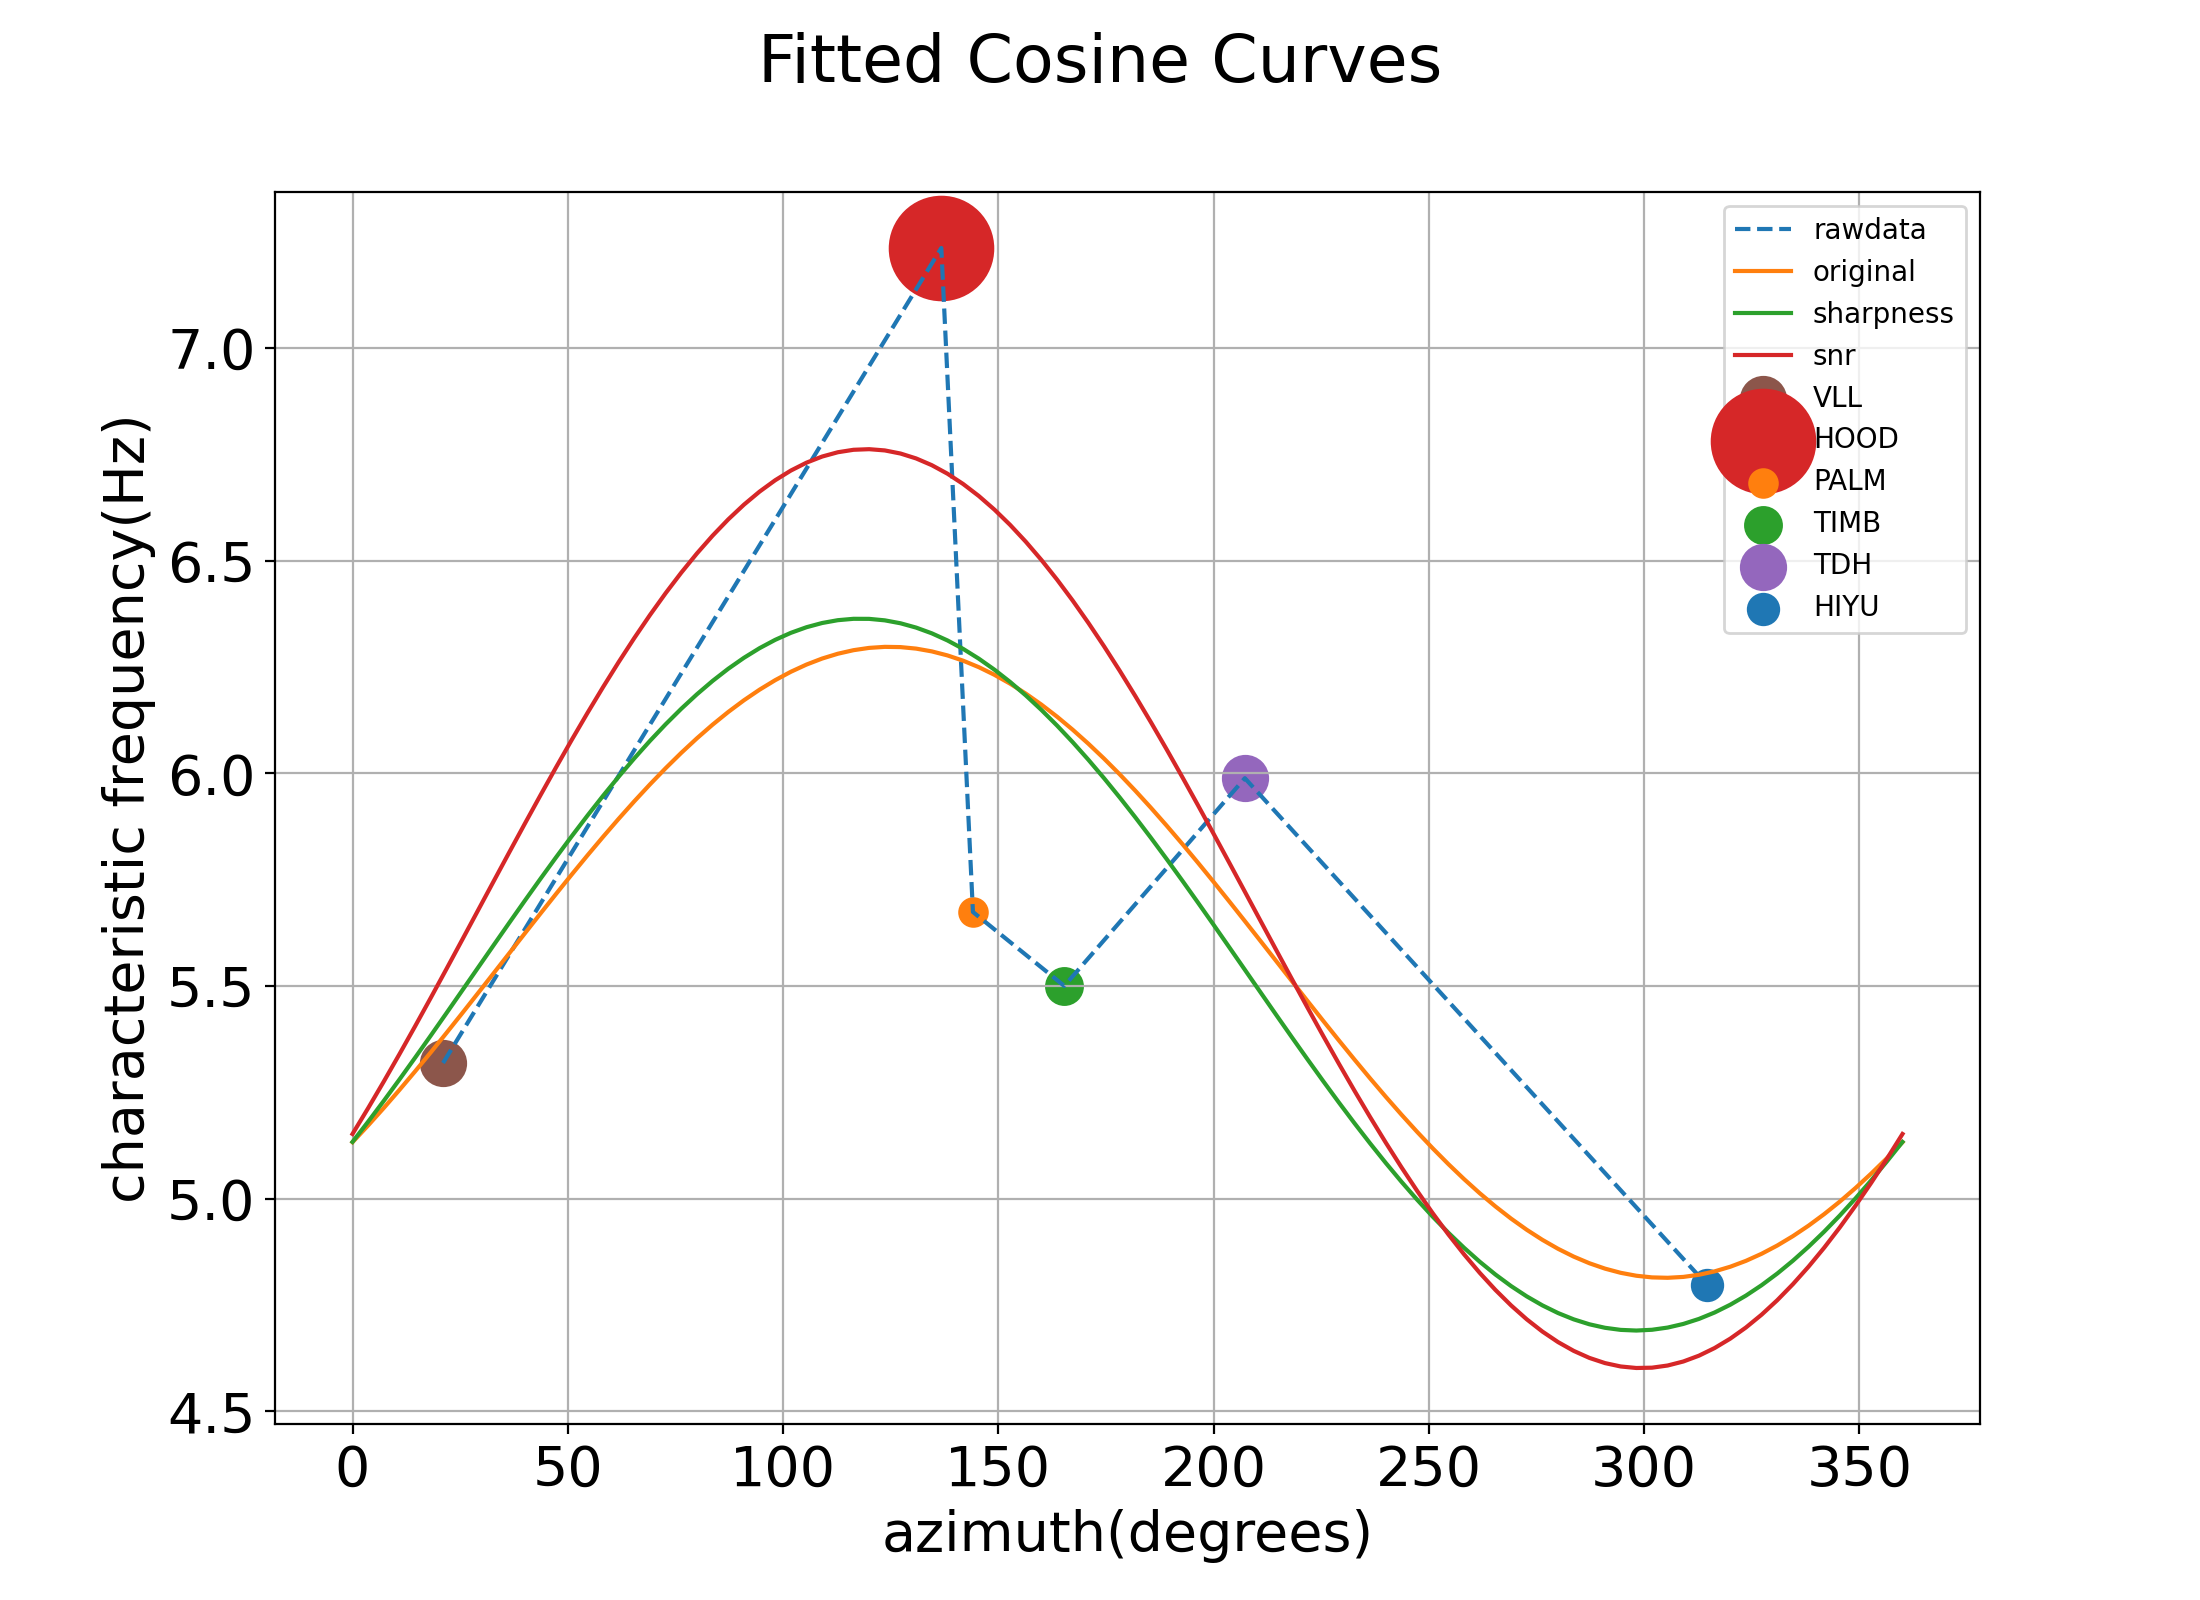 Fitted Cosine Curves
characteristic frequency(Hz)
7.0
6.5
6.0
5.5
5.0
4.5
rawdata
original
sharpness
snr
VLL
HOOD
PALM
TIMB
TDH
HIYU
0 50 100 150 200 250 300 350
azimuth(degrees)